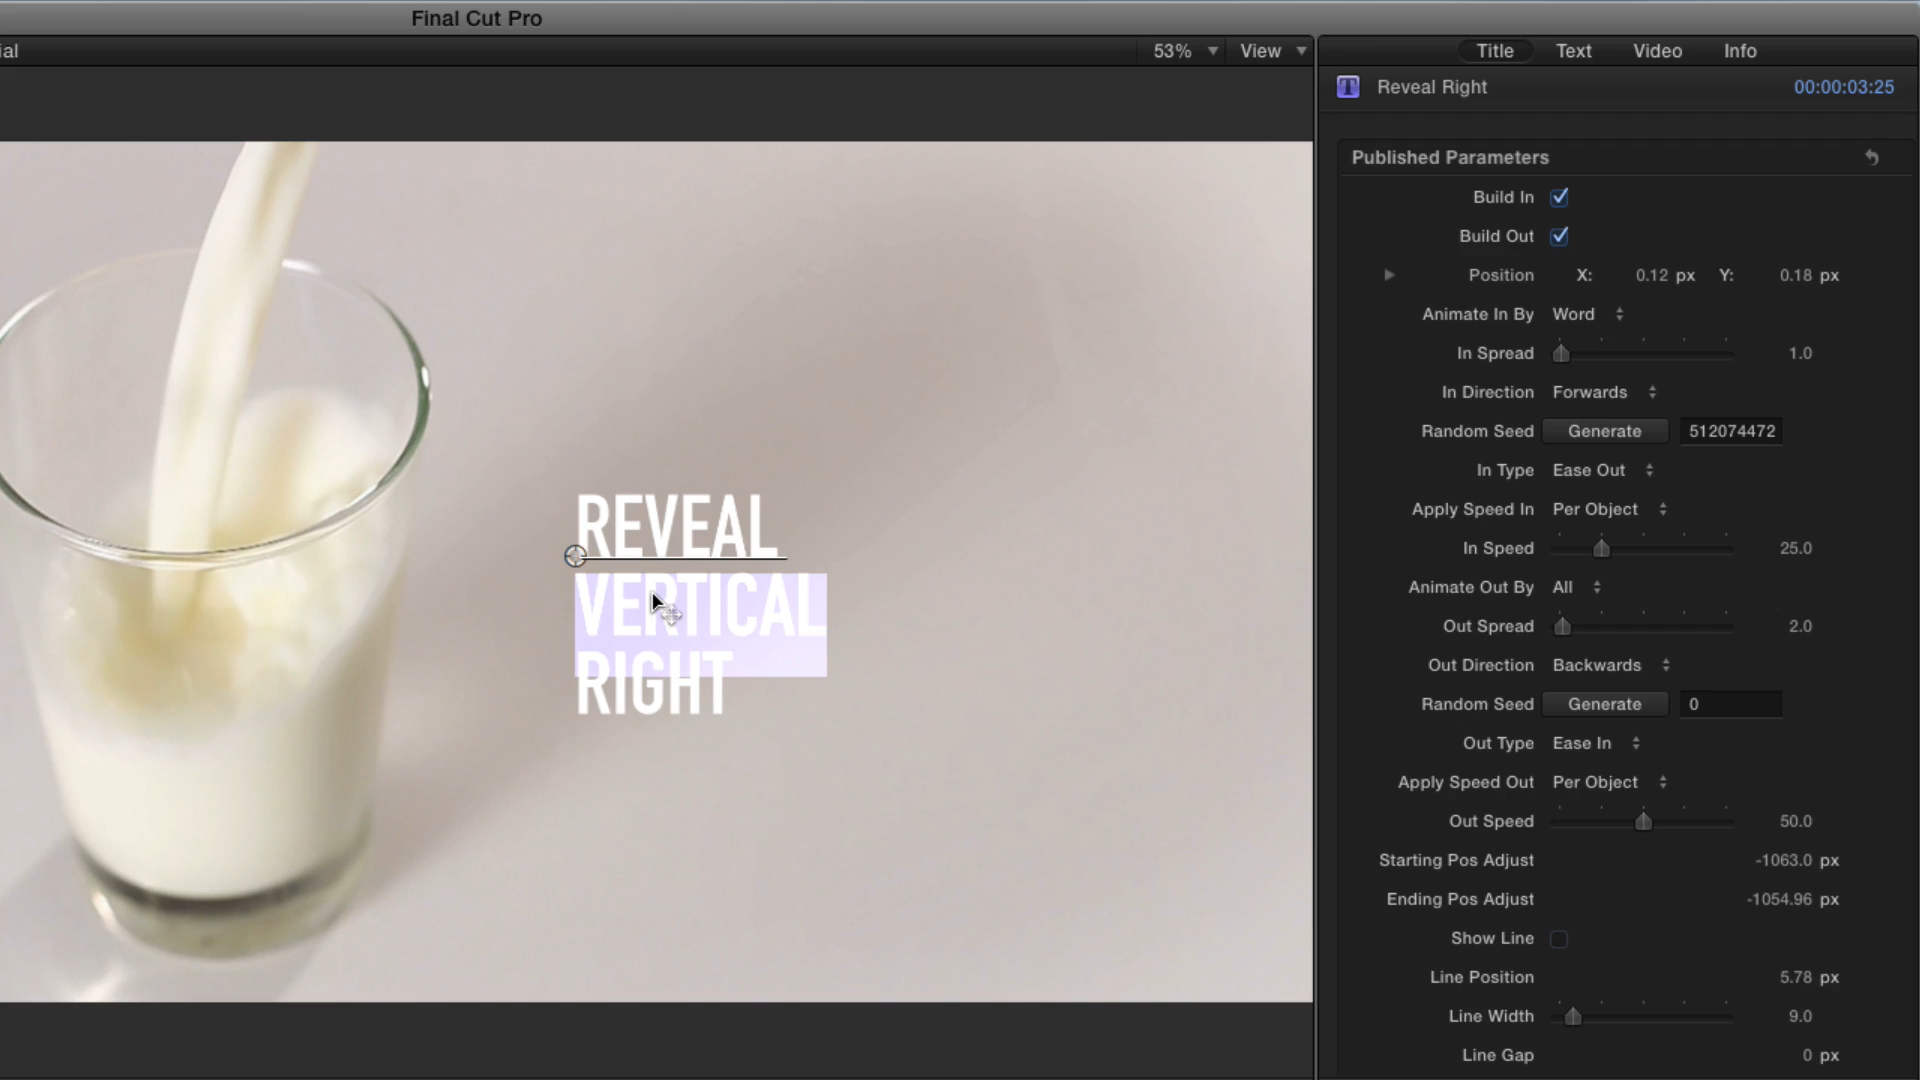 Final Cut Pro
ial
53%
View
Title
Text
Video
Info
T
Reveal Right
00:00:03:25
Published Parameters
Build In
Build Out
Position X: 0.12 px Y: 0.18 px
Animate In By Word
In Spread 1.0
In Direction Forwards
Random Seed Generate 512074472
In Type Ease Out
Apply Speed In Per Object
In Speed 25.0
Animate Out By All
Out Spread 2.0
Out Direction Backwards
Random Seed Generate 0
Out Type Ease In
Apply Speed Out Per Object
Out Speed 50.0
Starting Pos Adjust -1063.0 px
Ending Pos Adjust -1054.96 px
Show Line
Line Position 5.78 px
Line Width 9.0
Line Gap 0 px
REVEAL
VERTICAL
RIGHT